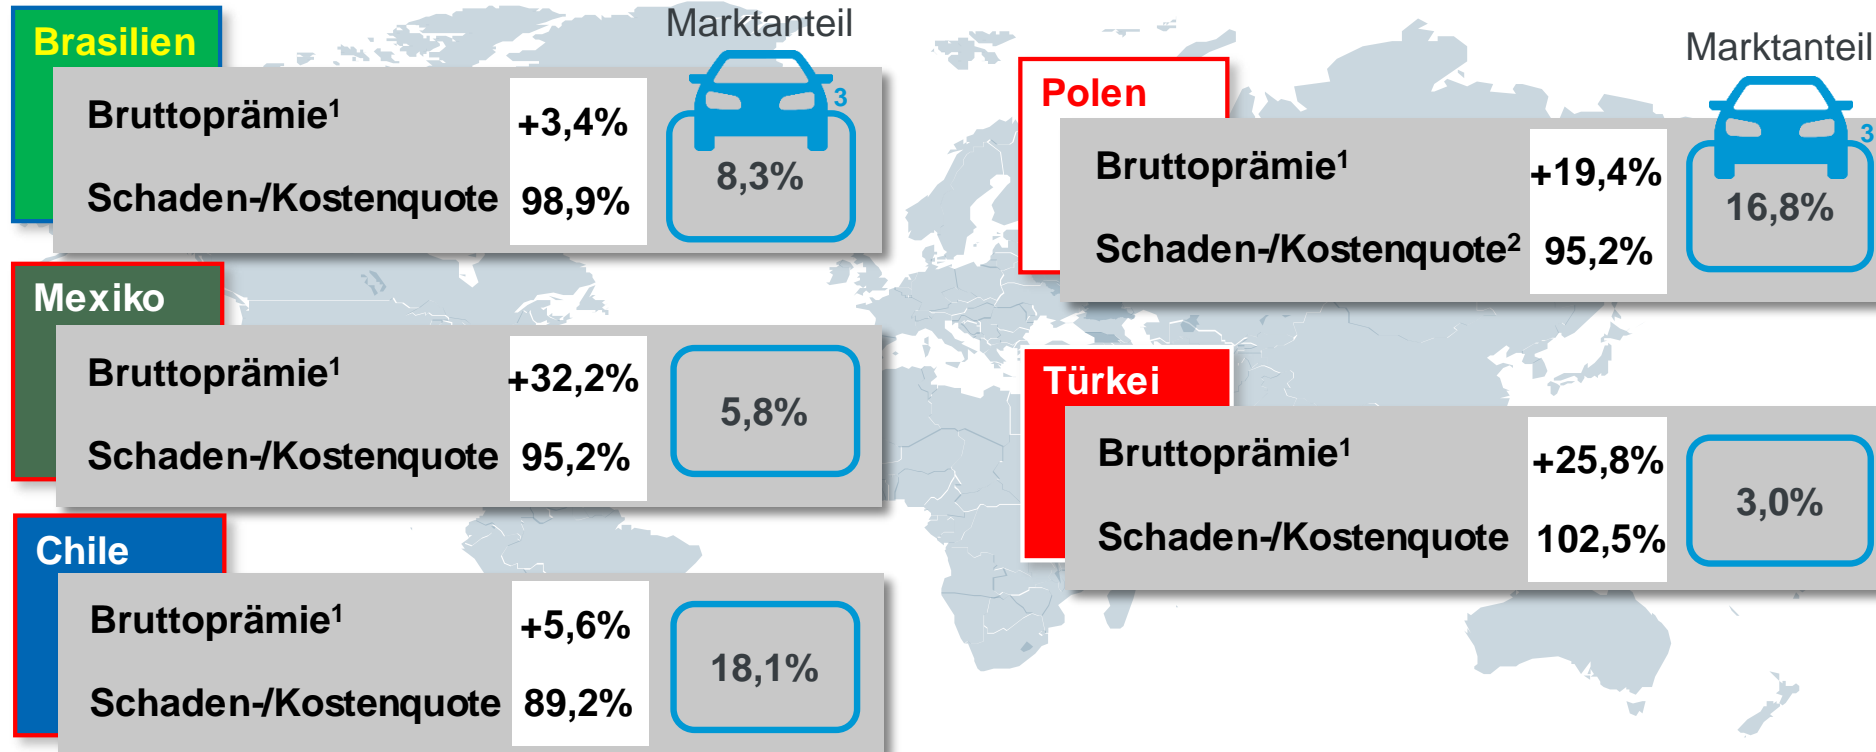 Brasilien
Marktanteil
Bruttoprämie¹ +3,4%
3
8,3%
Schaden-/Kostenquote 98,9%
Mexiko
Bruttoprämie¹ +32,2%
5,8%
Schaden-/Kostenquote 95,2%
Chile
Bruttoprämie¹ +5,6%
18,1%
Schaden-/Kostenquote 89,2%
Marktanteil
Polen
3
Bruttoprämie¹ +19,4%
16,8%
Schaden-/Kostenquote² 95,2%
Türkei
Bruttoprämie¹ +25,8%
3,0%
Schaden-/Kostenquote 102,5%